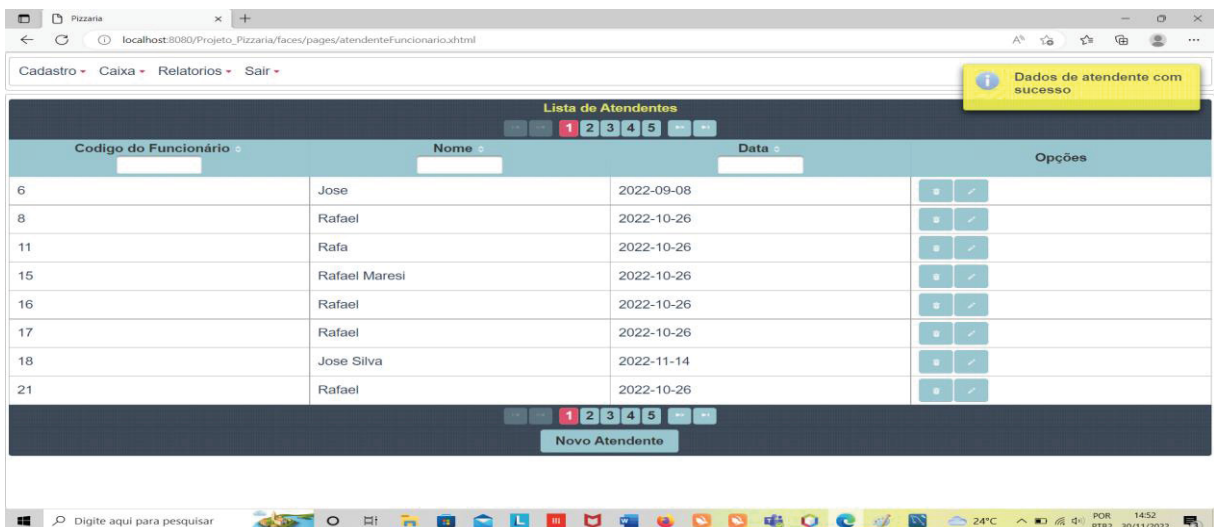 Pizzaria
localhost:8080/Projeto_Pizzaria/faces/pages/atendenteFuncionario.xhtml
Cadastro Caixa Relatorios Sair
Dados de atendente com
sucesso
Lista de Atendentes
1 2 3 4 5
Codigo do Funcionário Nome Data Opções
6 Jose 2022-09-08
8 Rafael 2022-10-26
11 Rafa 2022-10-26
15 Rafael Maresi 2022-10-26
16 Rafael 2022-10-26
17 Rafael 2022-10-26
18 Jose Silva 2022-11-14
21 Rafael 2022-10-26
1 2 3 4 5
Novo Atendente
Digite aqui para pesquisar 24°C POR 14:52
PTB2 30/11/2022